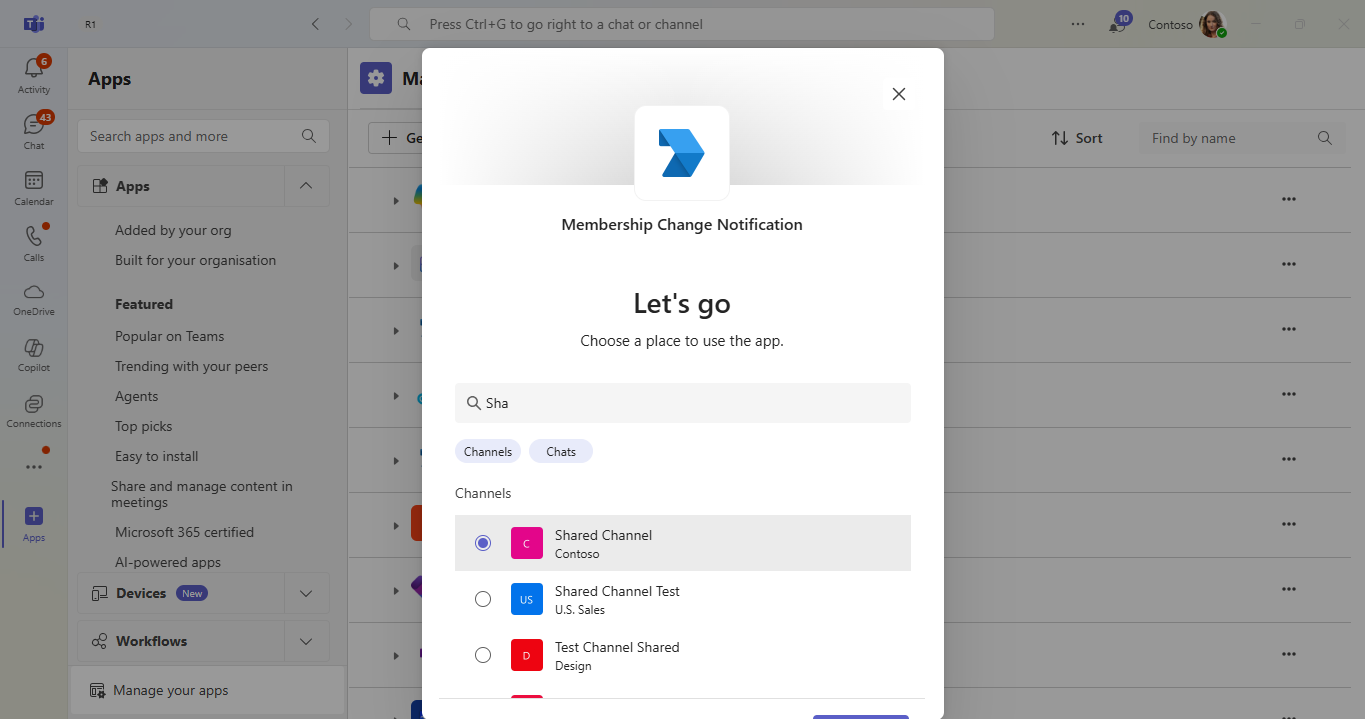 R1
Press Ctrl+G to go right to a chat or channel
10
Contoso
6
Activity
43
Chat
Calendar
Calls
OneDrive
Copilot
Connections
Apps
Apps
Search apps and more
Apps
Added by your org
Built for your organisation
Featured
Popular on Teams
Trending with your peers
Agents
Top picks
Easy to install
Share and manage content in
meetings
Microsoft 365 certified
AI-powered apps
Devices New
Workflows
Manage your apps
Sort
Find by name
Membership Change Notification
Let's go
Choose a place to use the app.
Sha
Channels Chats
Channels
C
Shared Channel
Contoso
US
Shared Channel Test
U.S. Sales
D
Test Channel Shared
Design